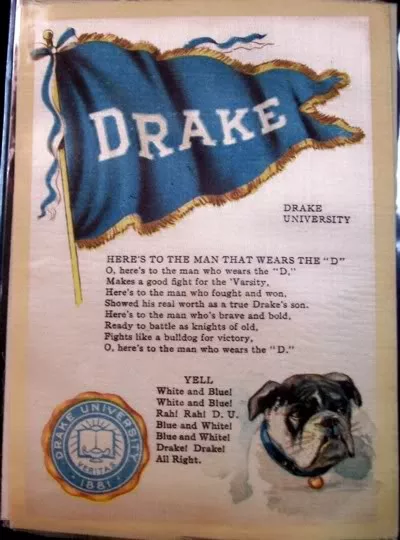 DRAKE
DRAKE
UNIVERSITY
HERE'S TO THE MAN THAT WEARS THE "D"
O, here's to the man who wears the "D,"
Makes a good fight for the 'Varsity,
Here's to the man who fought and won,
Showed his real worth as a true Drake's son.
Here's to the man who's brave and bold,
Ready to battle as knights of old,
Fights like a bulldog for victory,
O, here's to the man who wears the "D."
YELL
White and Blue!
White and Blue!
Rah! Rah! D. U.
Blue and White!
Blue and White!
Drake! Drake!
All Right.
DRAKE UNIVERSITY
VERITAS
1881